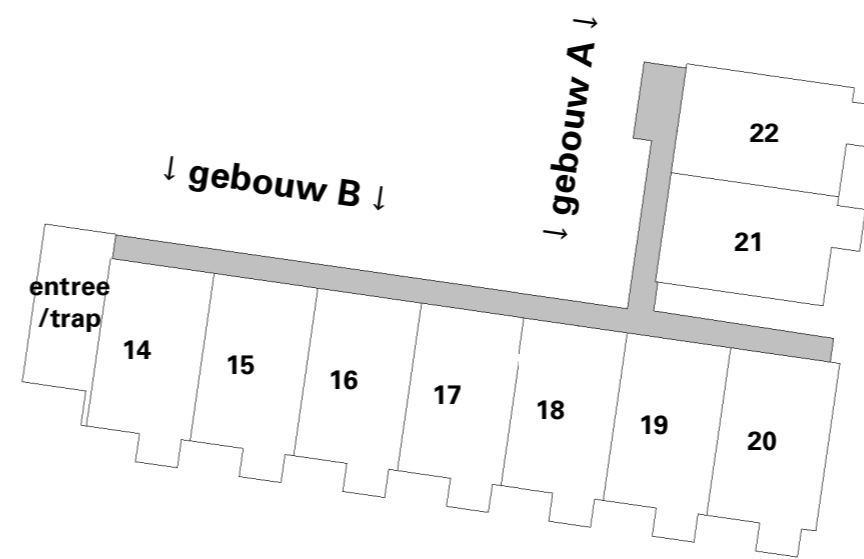 → gebouw A →
↓ gebouw B ↓
22
21
entree
/trap
14
15
16
17
18
19
20